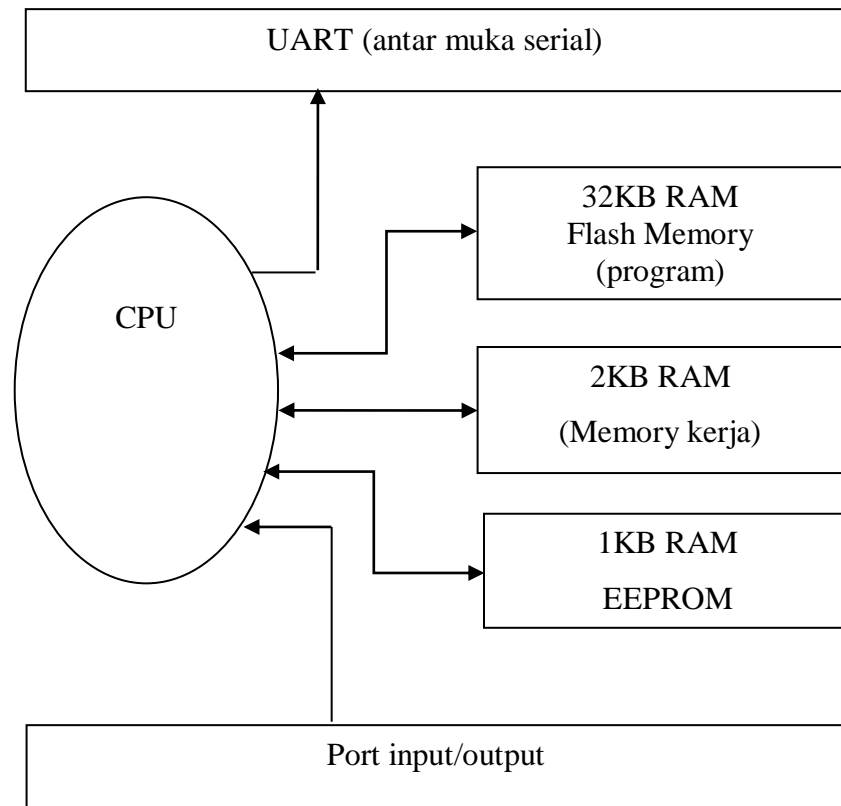 UART (antar muka serial)
32KB RAM
Flash Memory
(program)
CPU
2KB RAM
(Memory kerja)
1KB RAM
EEPROM
Port input/output